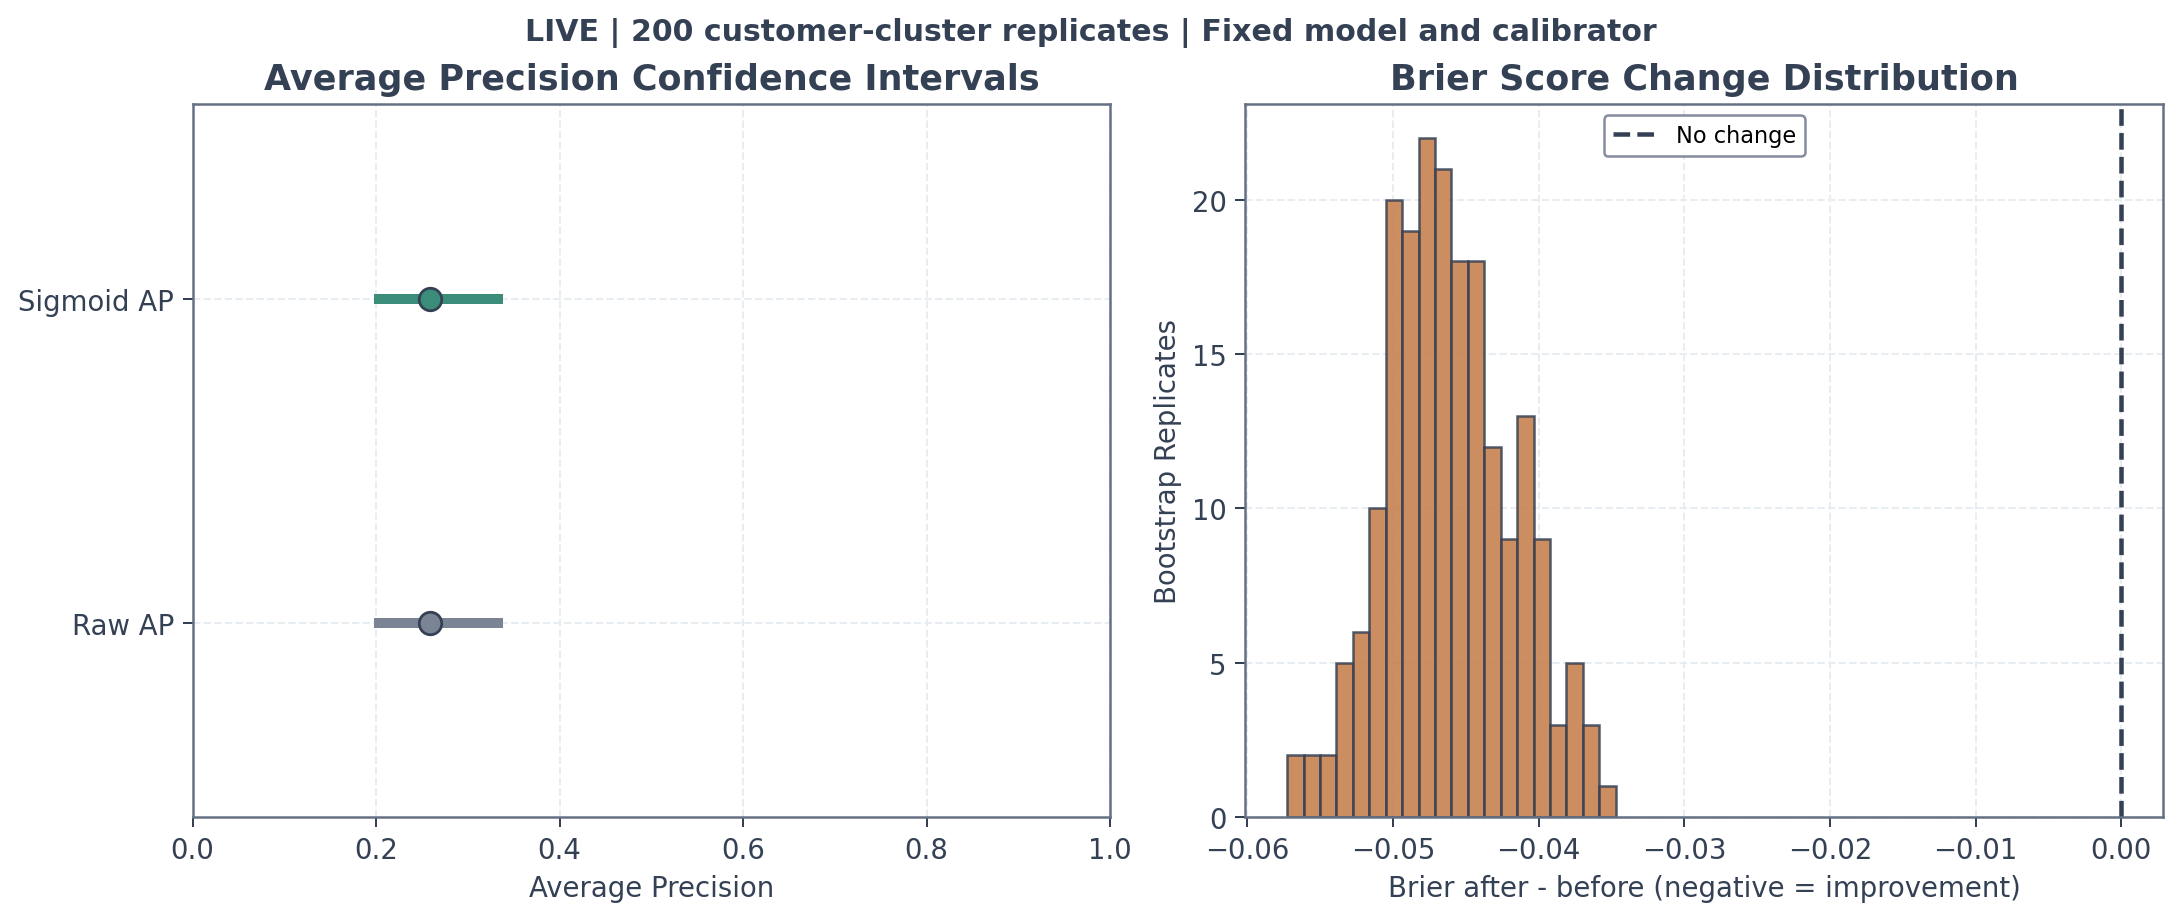 LIVE | 200 customer-cluster replicates | Fixed model and calibrator
Average Precision Confidence Intervals
Sigmoid AP
Raw AP
0.0 0.2 0.4 0.6 0.8 1.0
Average Precision
Brier Score Change Distribution
No change
Bootstrap Replicates
20
15
10
5
0
−0.06 −0.05 −0.04 −0.03 −0.02 −0.01 0.00
Brier after - before (negative = improvement)